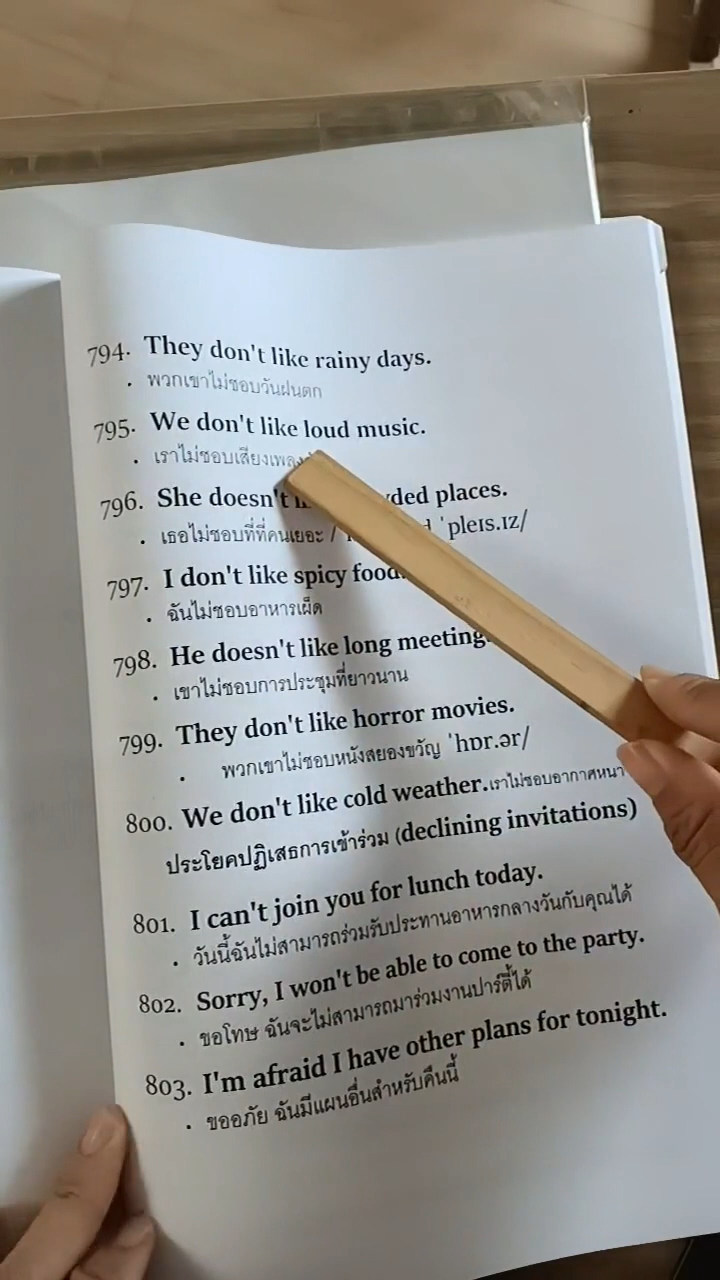 794. They don't like rainy days.
• พวกเขาไม่ชอบวันฝนตก
795. We don't like loud music.
• เราไม่ชอบเสียงเพลง
796. She doesn't places.
• เธอไม่ชอบที่ที่คนเยอะ / ˈpleɪs.ɪz/
797. I don't like spicy food.
• ฉันไม่ชอบอาหารเผ็ด
798. He doesn't like long meeting
• เขาไม่ชอบการประชุมที่ยาวนาน
799. They don't like horror movies.
• พวกเขาไม่ชอบหนังสยองขวัญ ˈhɒr.ər/
800. We don't like cold weather.เราไม่ชอบอากาศหนา
ประโยคปฏิเสธการเข้าร่วม (declining invitations)
801. I can't join you for lunch today.
• วันนี้ฉันไม่สามารถร่วมรับประทานอาหารกลางวันกับคุณได้
802. Sorry, I won't be able to come to the party.
• ขอโทษ ฉันจะไม่สามารถมาร่วมงานปาร์ตี้ได้
803. I'm afraid I have other plans for tonight.
• ขออภัย ฉันมีแผนอื่นสำหรับคืนนี้